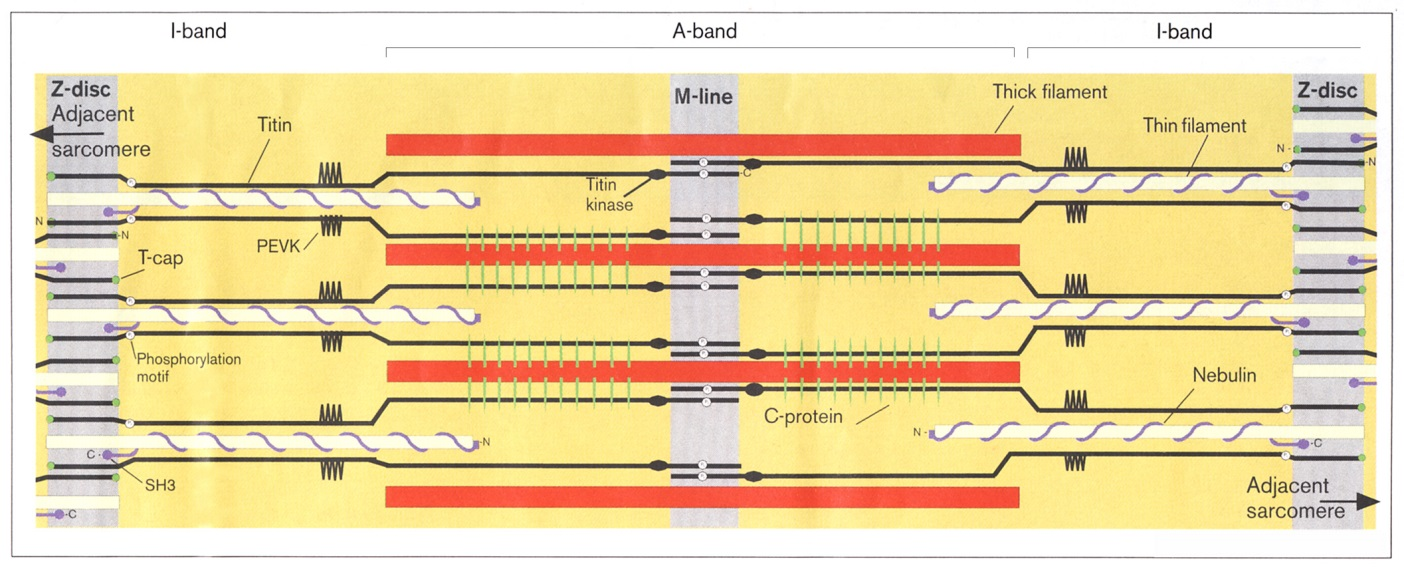 I-band
A-band
I-band
Z-disc
Adjacent
sarcomere
Titin
M-line
Thick filament
Thin filament
Z-disc
N -
-N
-C
Titin
kinase
N
-N
PEVK
T-cap
Phosphorylation
motif
Nebulin
C-protein
N -
-N
-C
C -
SH3
-C
Adjacent
sarcomere